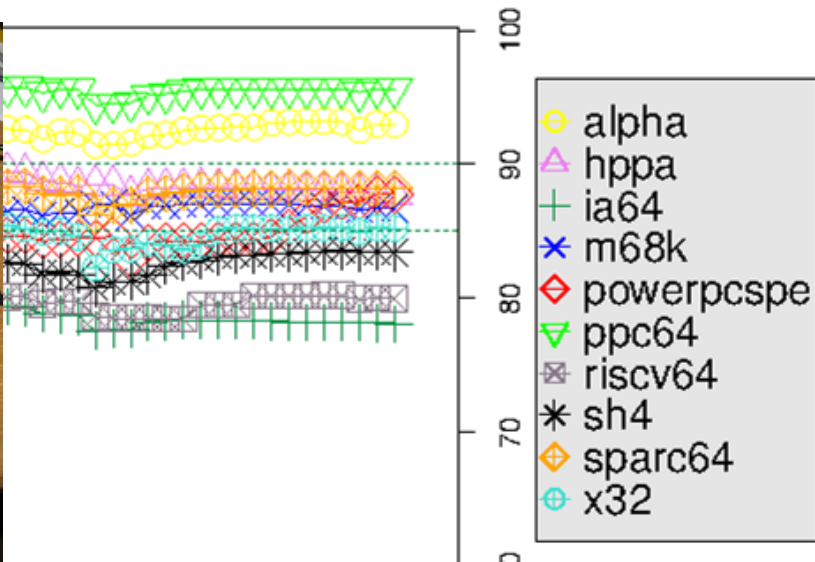 100
90
80
70
alpha
hppa
ia64
m68k
powerpcspe
ppc64
riscv64
sh4
sparc64
x32